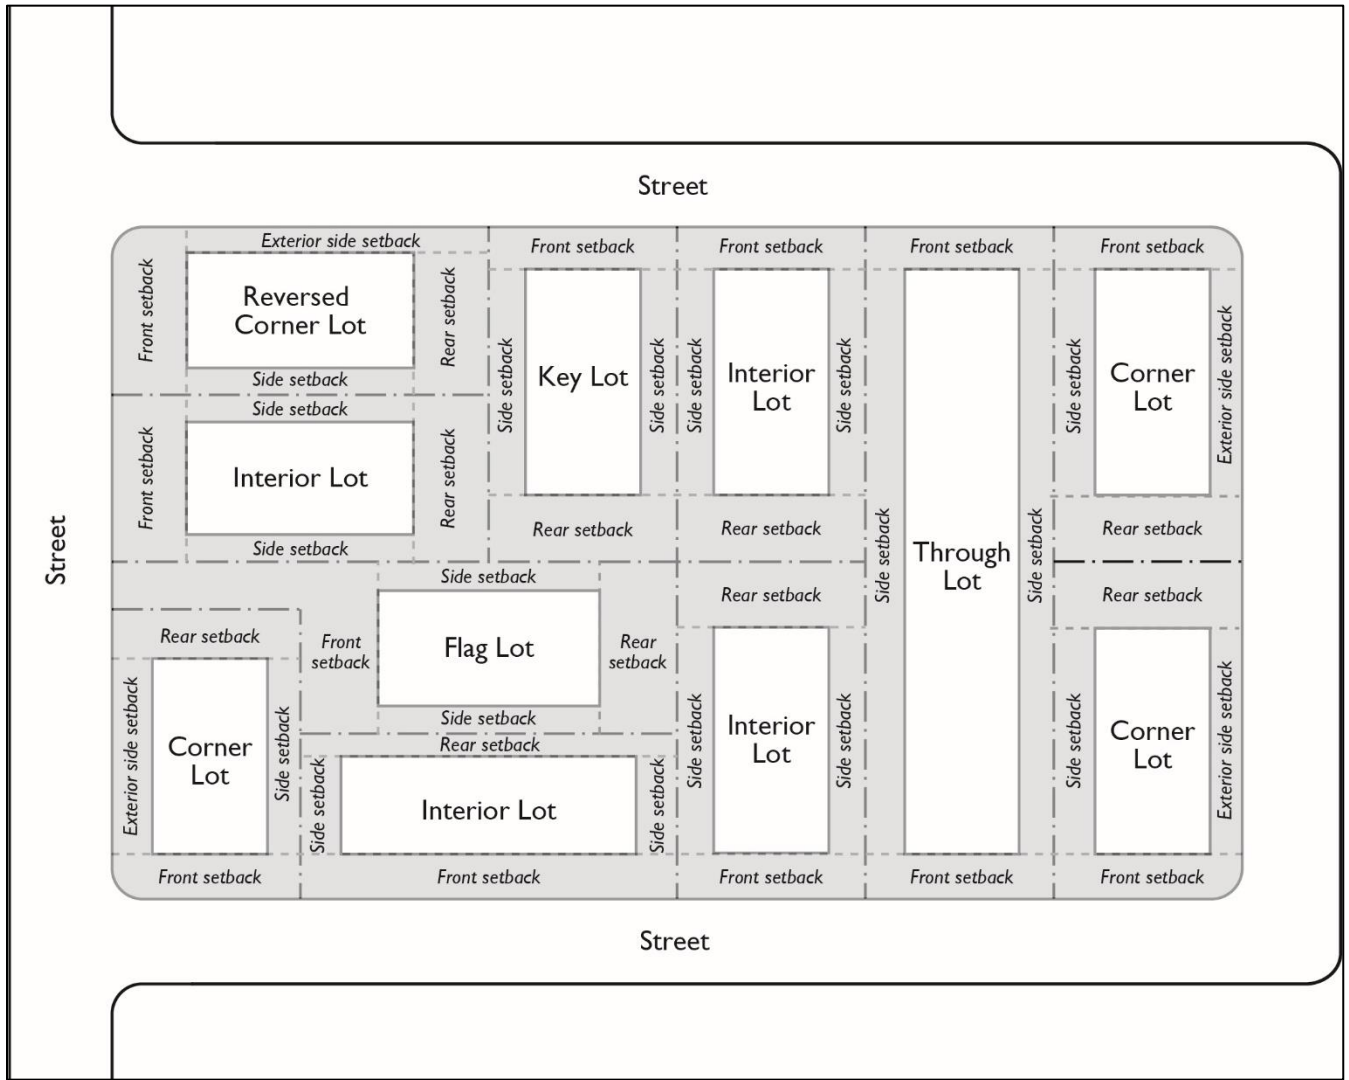 Street
Exterior side setback
Front setback
Reversed
Corner Lot
Rear setback
Side setback
Front setback
Side setback
Key Lot
Side setback
Rear setback
Front setback
Side setback
Interior
Lot
Side setback
Rear setback
Front setback
Side setback
Through
Lot
Side setback
Front setback
Front setback
Side setback
Corner
Lot
Exterior side setback
Rear setback
Side setback
Front setback
Interior Lot
Rear setback
Side setback
Street
Side setback
Front
setback
Flag Lot
Rear
setback
Side setback
Rear setback
Exterior side setback
Corner
Lot
Side setback
Front setback
Rear setback
Side setback
Interior Lot
Side setback
Front setback
Rear setback
Side setback
Interior
Lot
Side setback
Front setback
Rear setback
Side setback
Corner
Lot
Exterior side setback
Front setback
Street